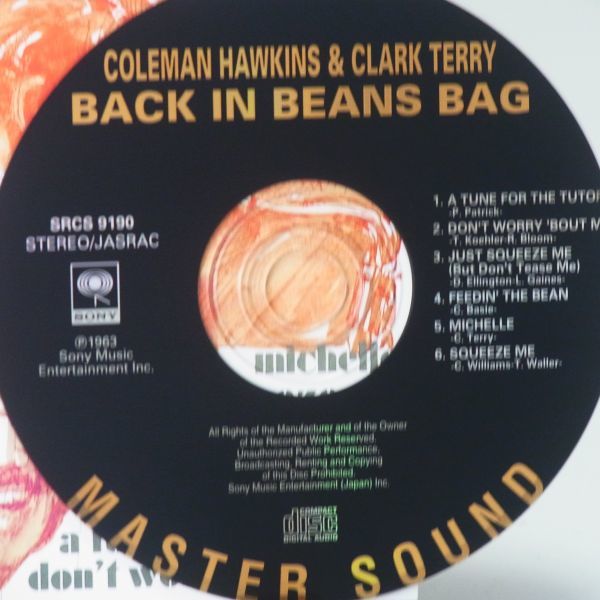 COLEMAN HAWKINS & CLARK TERRY
BACK IN BEANS BAG
SRCS 9190
STEREO/JASRAC
SONY
Ⓟ1963
Sony Music
Entertainment Inc.
1. A TUNE FOR THE TUTO
-P. Patrick-
2. DON'T WORRY 'BOUT M
-T. Koehler-R. Bloom-
3. JUST SQUEEZE ME
(But Don't Tease Me)
-D. Ellington-L. Gaines-
4. FEEDIN' THE BEAN
-C. Basie-
5. MICHELLE
-C. Terry-
6. SQUEEZE ME
-C. Williams-T. Waller-
michell
All Rights of the Manufacturer and of the Owner
of the Recorded Work Reserved.
Unauthorized Public Performance,
Broadcasting, Renting and Copying
of this Disc Prohibited.
Sony Music Entertainment (Japan) Inc.
COMPACT
disc
DIGITAL AUDIO
MASTER SOUND
a
don't wo